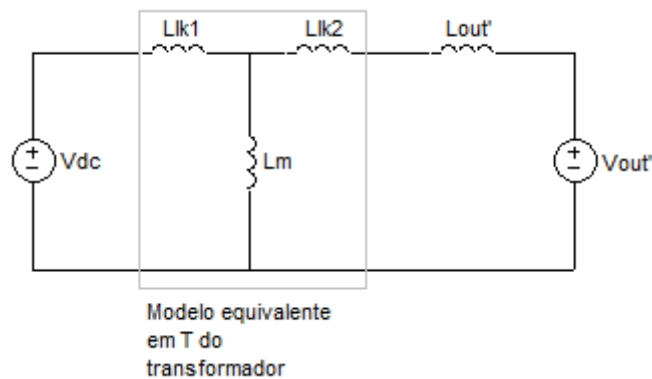 Llk1
Llk2
Lout'
Vdc
Lm
Vout'
Modelo equivalente
em T do
transformador